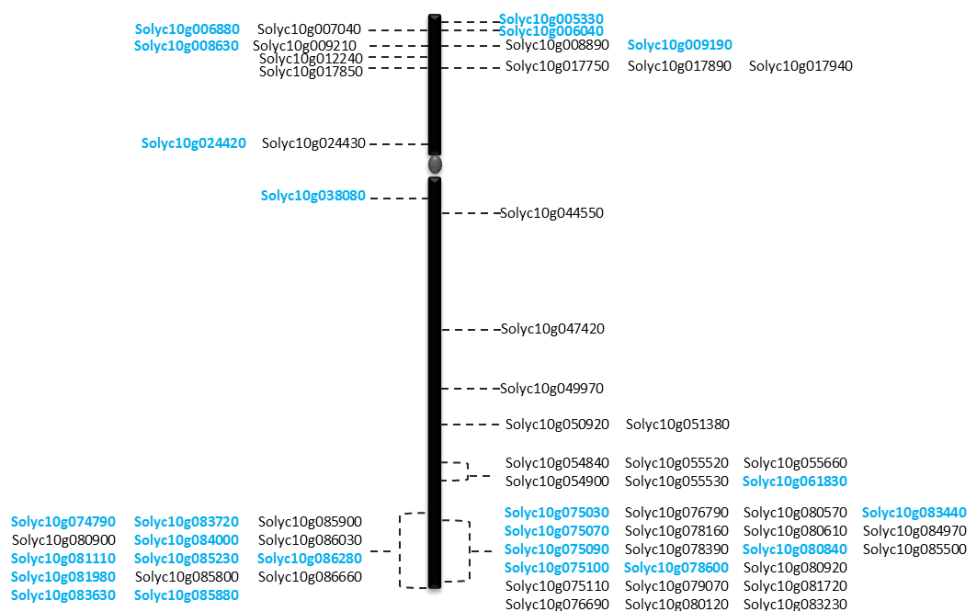 Solyc10g005330
Solyc10g006880 Solyc10g007040 Solyc10g006040
Solyc10g008630 Solyc10g009210 Solyc10g008890 Solyc10g009190
Solyc10g012240
Solyc10g017850 Solyc10g017750 Solyc10g017890 Solyc10g017940
Solyc10g024420 Solyc10g024430
Solyc10g038080
Solyc10g044550
Solyc10g047420
Solyc10g049970
Solyc10g050920 Solyc10g051380
Solyc10g054840 Solyc10g055520 Solyc10g055660
Solyc10g054900 Solyc10g055530 Solyc10g061830
Solyc10g074790 Solyc10g083720 Solyc10g085900
Solyc10g080900 Solyc10g084000 Solyc10g086030
Solyc10g081110 Solyc10g085230 Solyc10g086280
Solyc10g081980 Solyc10g085800 Solyc10g086660
Solyc10g083630 Solyc10g085880
Solyc10g075030 Solyc10g076790 Solyc10g080570 Solyc10g083440
Solyc10g075070 Solyc10g078160 Solyc10g080610 Solyc10g084970
Solyc10g075090 Solyc10g078390 Solyc10g080840 Solyc10g085500
Solyc10g075100 Solyc10g078600 Solyc10g080920
Solyc10g075110 Solyc10g079070 Solyc10g081720
Solyc10g076690 Solyc10g080120 Solyc10g083230